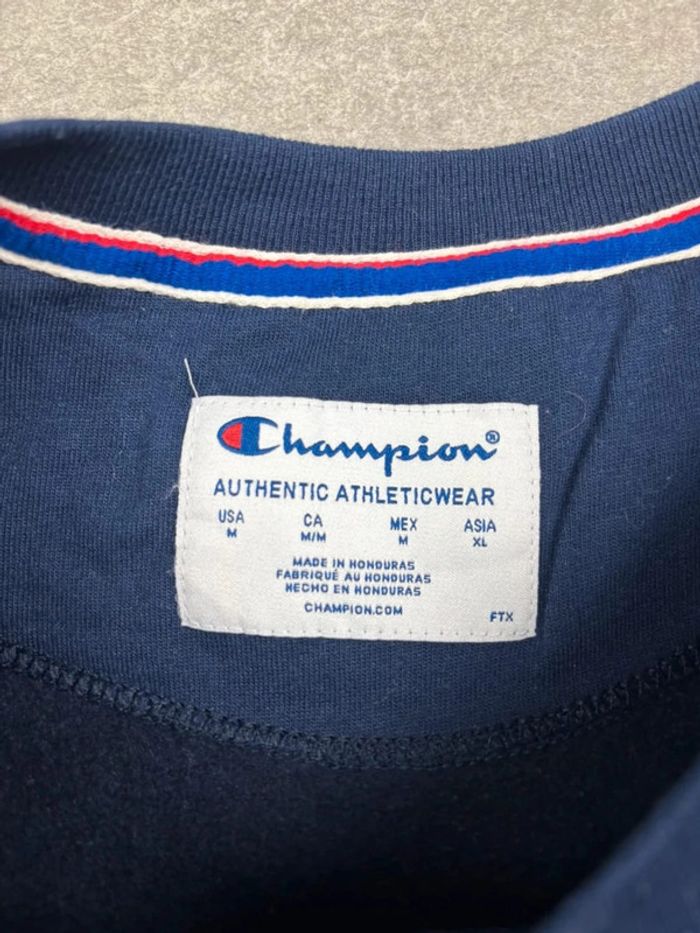 Champion®
AUTHENTIC ATHLETICWEAR
USA CA MEX ASIA
M M/M M XL
MADE IN HONDURAS
FABRIQUÉ AU HONDURAS
HECHO EN HONDURAS
CHAMPION.COM
FTX